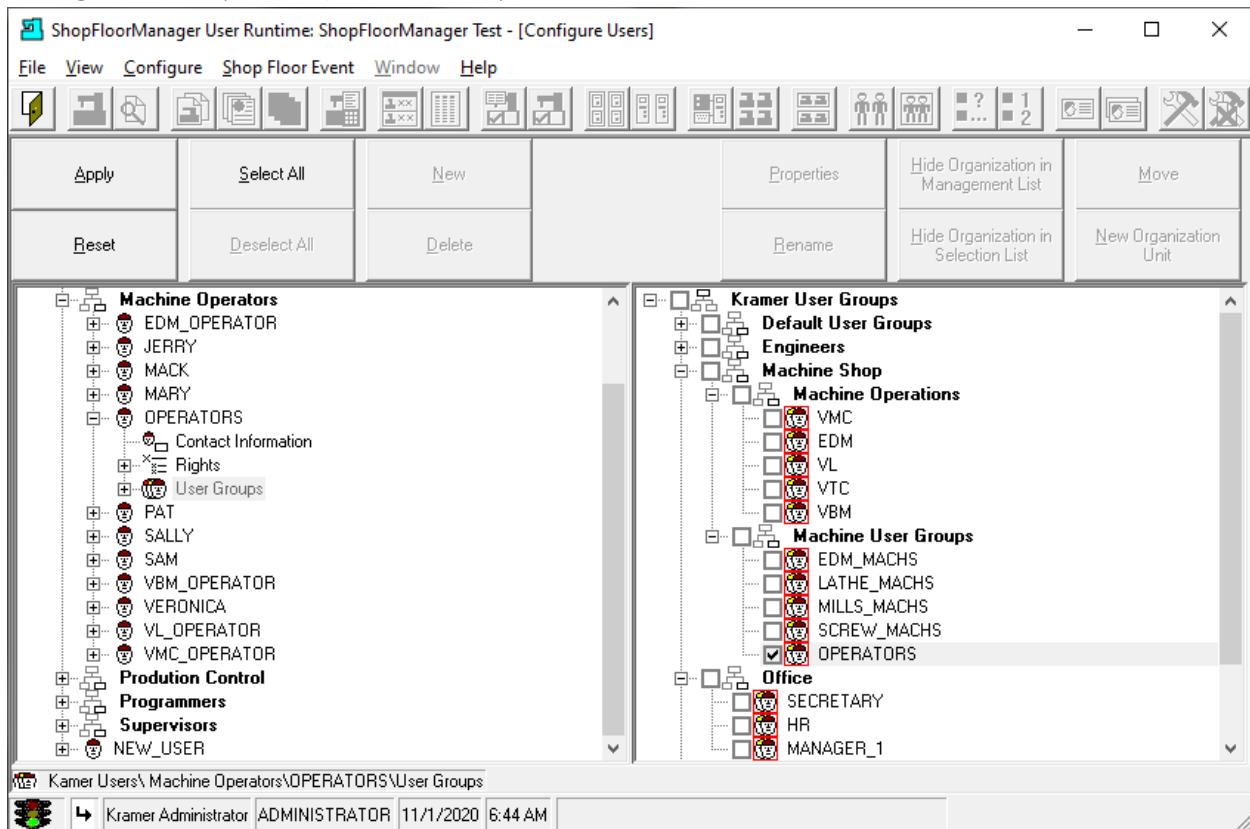 ShopFloorManager User Runtime: ShopFloorManager Test - [Configure Users]
File View Configure Shop Floor Event Window Help
Apply
Select All
New
Properties
Hide Organization in
Management List
Move
Reset
Deselect All
Delete
Rename
Hide Organization in
Selection List
New Organization
Unit
Machine Operators
EDM_OPERATOR
JERRY
MACK
MARY
OPERATORS
Contact Information
Rights
User Groups
PAT
SALLY
SAM
VBM_OPERATOR
VERONICA
VL_OPERATOR
VMC_OPERATOR
Prodution Control
Programmers
Supervisors
NEW_USER
Kramer User Groups
Default User Groups
Engineers
Machine Shop
Machine Operations
VMC
EDM
VL
VTC
VBM
Machine User Groups
EDM_MACHS
LATHE_MACHS
MILLS_MACHS
SCREW_MACHS
OPERATORS
Office
SECRETARY
HR
MANAGER_1
Kamer Users\ Machine Operators\OPERATORS\User Groups
Kramer Administrator ADMINISTRATOR 11/1/2020 6:44 AM